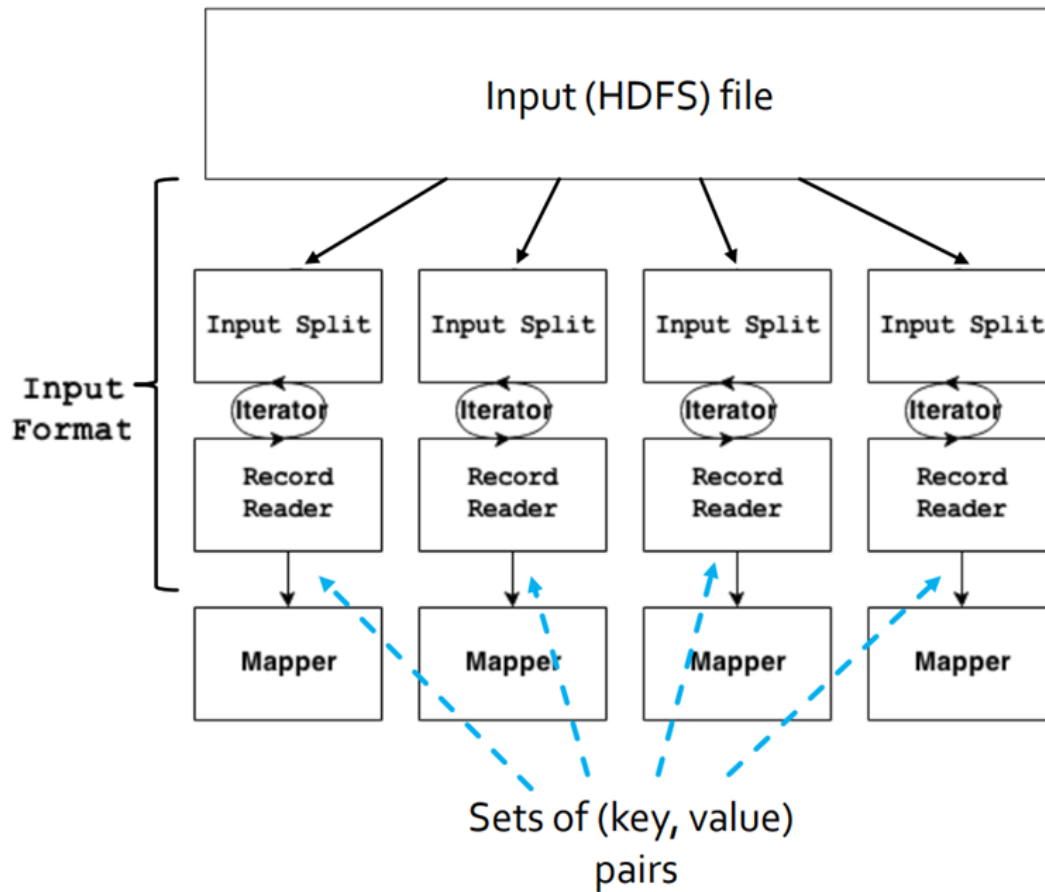 Input (HDFS) file
Input Split
Input Split
Input Split
Input Split
Input
Format
Iterator
Iterator
Iterator
Iterator
Record
Reader
Record
Reader
Record
Reader
Record
Reader
Mapper
Mapper
Mapper
Mapper
Sets of (key, value)
pairs